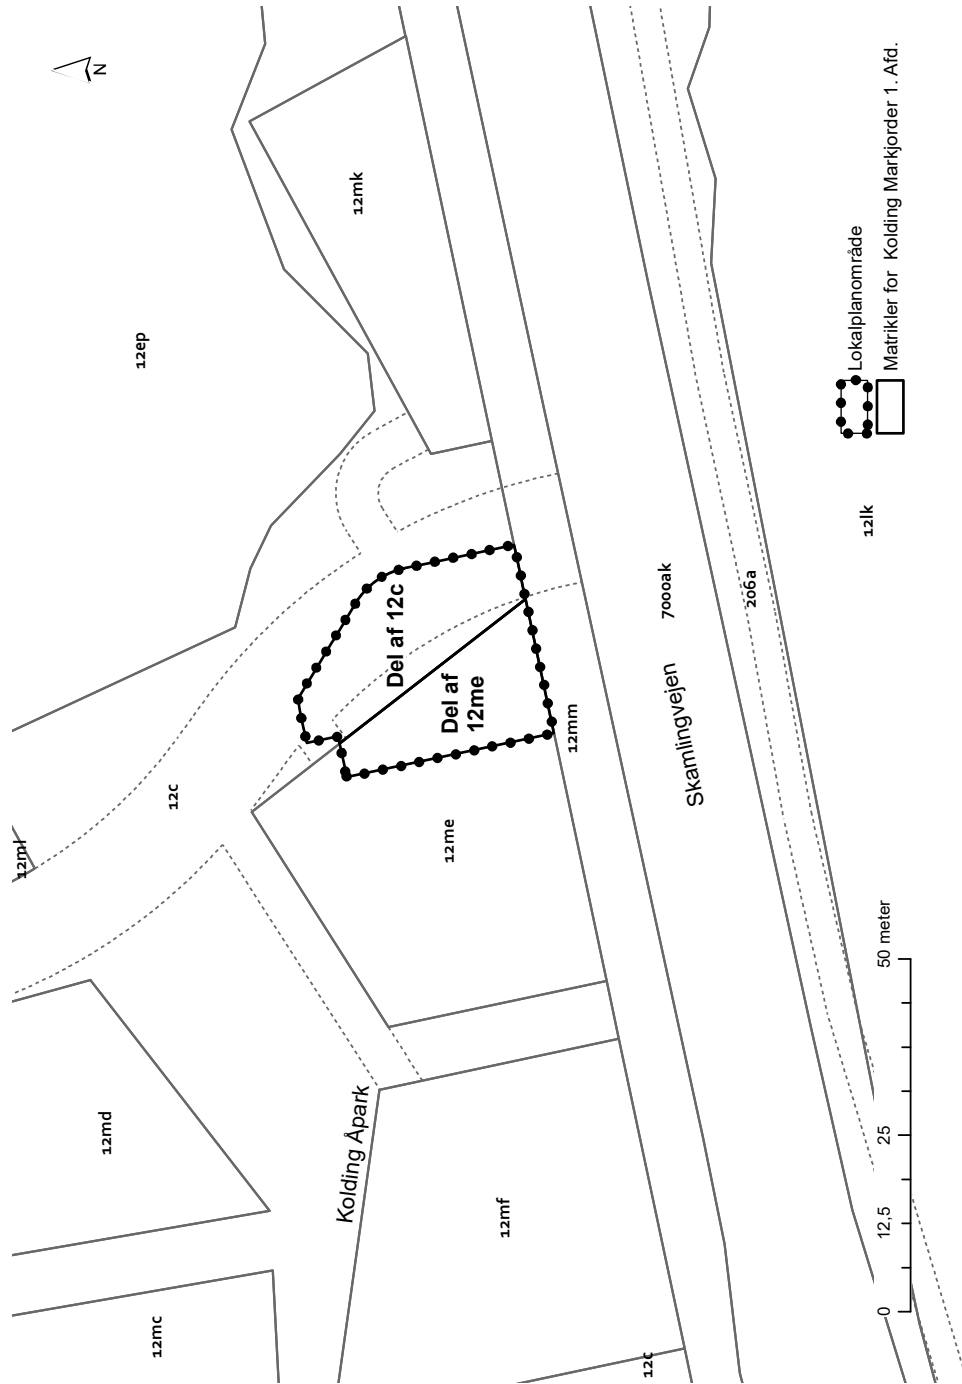 N
12mk
12ep
12c
12ml
Del af 12c
Del af
12me
12me
12mm
Skamlingvejen
7000ak
206a
12lk
12md
Kolding Åpark
12mf
12mc
12c
Lokalplanområde
Matrikler for Kolding Markjorder 1. Afd.
0 12,5 25 50 meter